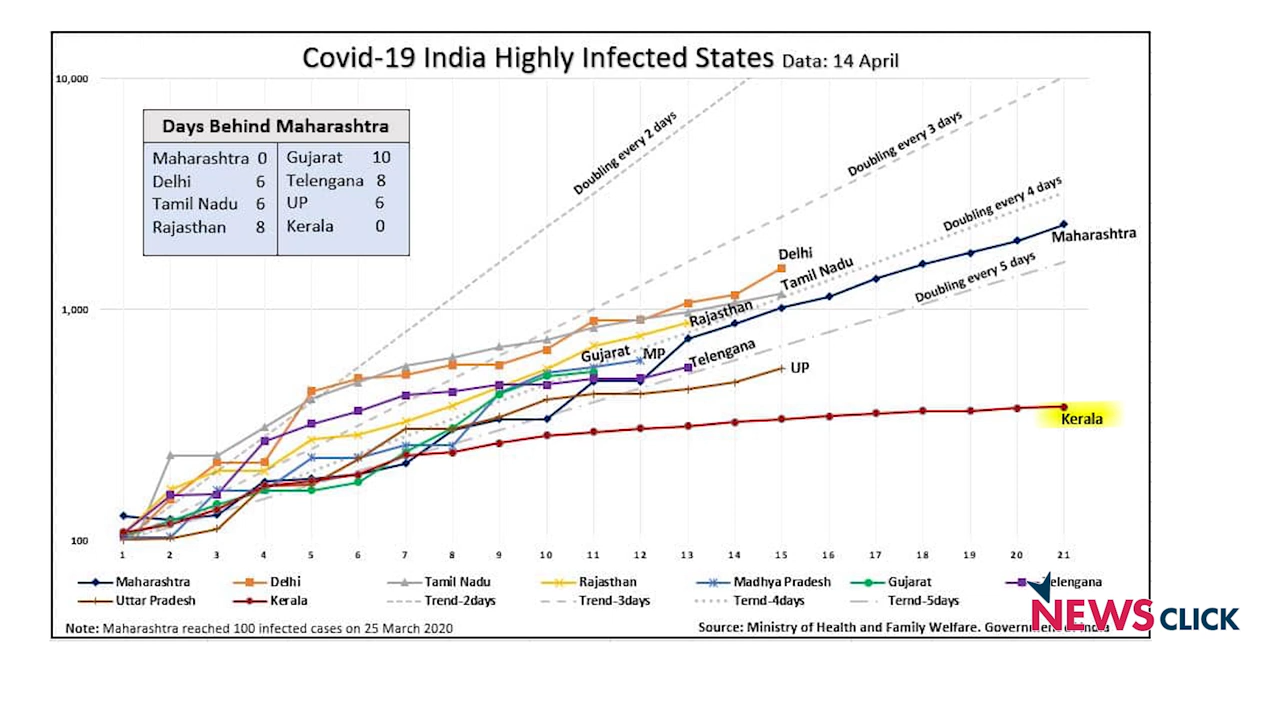 Covid-19 India Highly Infected States Data: 14 April
10,000
Days Behind Maharashtra
Maharashtra 0 Gujarat 10
Delhi 6 Telengana 8
Tamil Nadu 6 UP 6
Rajasthan 8 Kerala 0
Doubling every 2 days
Doubling every 3 days
Doubling every 4 days
Maharashtra
Delhi
Tamil Nadu
Doubling every 5 days
1,000
Rajasthan
Gujarat MP
Telengana
UP
Kerala
100
1 2 3 4 5 6 7 8 9 10 11 12 13 14 15 16 17 18 19 20 21
Maharashtra Delhi Tamil Nadu Rajasthan Madhya Pradesh Gujarat Telengana
Uttar Pradesh Kerala Trend-2days Trend-3days Ternd-4days Ternd-5days
Note: Maharashtra reached 100 infected cases on 25 March 2020
Source: Ministry of Health and Family Welfare. Government of India
NEWSCLICK